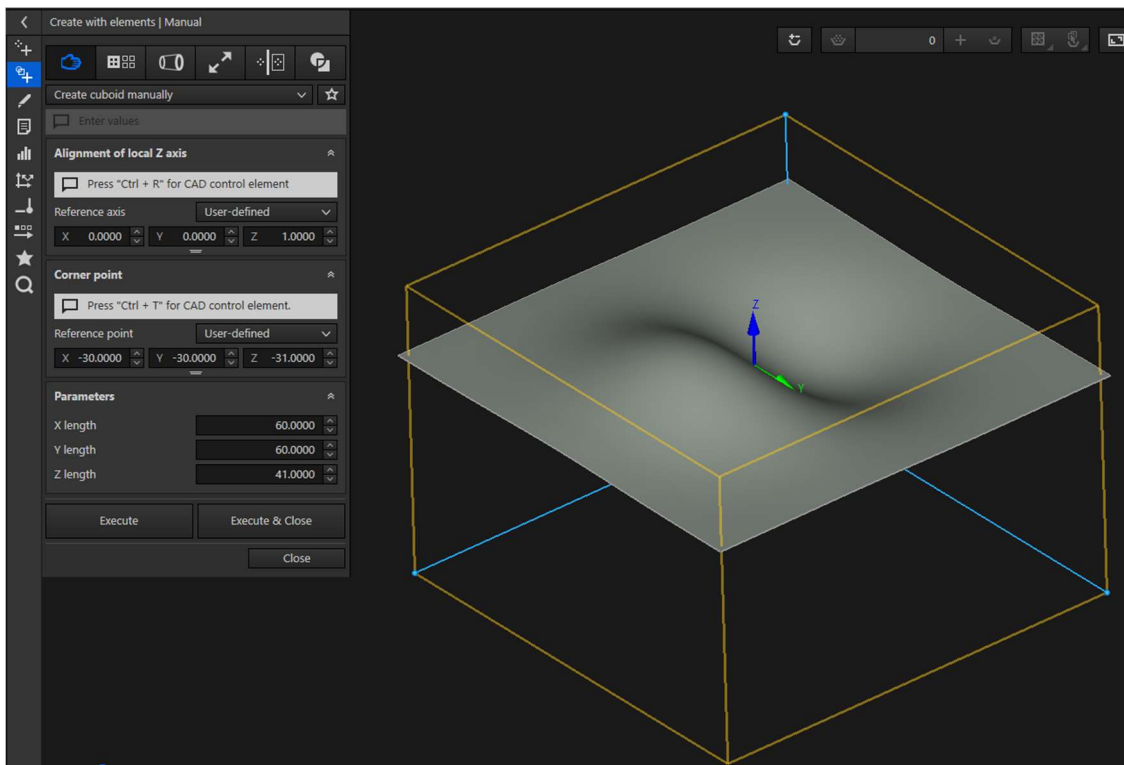 Create with elements | Manual
Create cuboid manually
Enter values
Alignment of local Z axis
Press "Ctrl + R" for CAD control element
Reference axis User-defined
X 0.0000 Y 0.0000 Z 1.0000
Corner point
Press "Ctrl + T" for CAD control element.
Reference point User-defined
X -30.0000 Y -30.0000 Z -31.0000
Parameters
X length 60.0000
Y length 60.0000
Z length 41.0000
Execute Execute & Close
Close
0
Z
Y